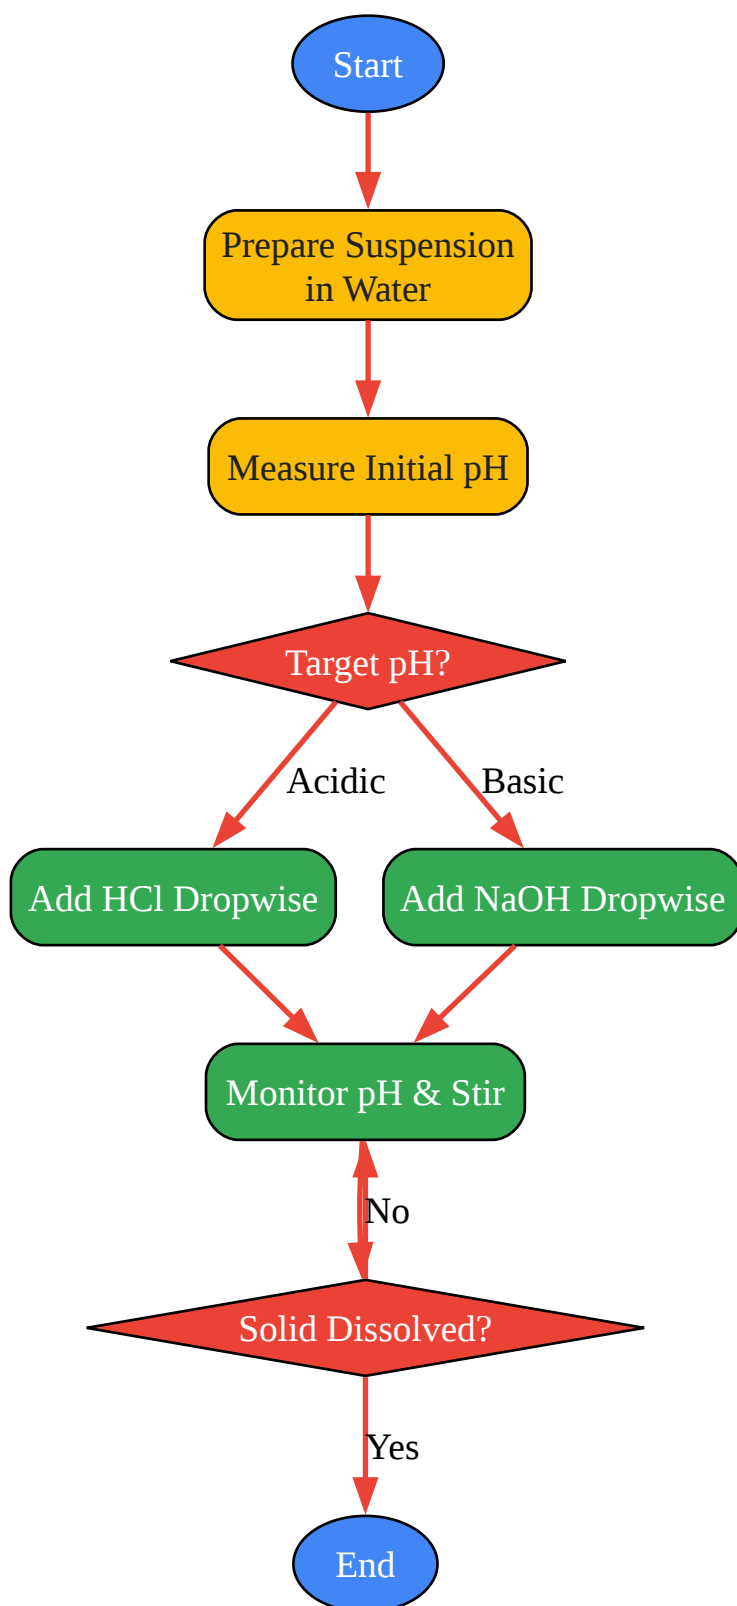 Start
Prepare Suspension
in Water
Measure Initial pH
Target pH?
Acidic
Basic
Add HCl Dropwise
Add NaOH Dropwise
Monitor pH & Stir
No
Solid Dissolved?
Yes
End